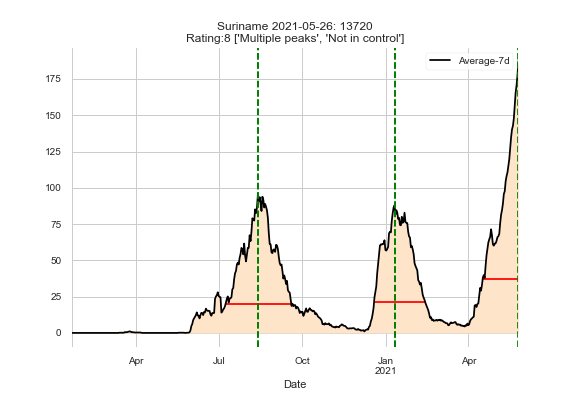 Suriname 2021-05-26: 13720
Rating:8 ['Multiple peaks', 'Not in control']
Average-7d
175
150
125
100
75
50
25
0
Apr
Jul
Oct
Jan
2021
Apr
Date